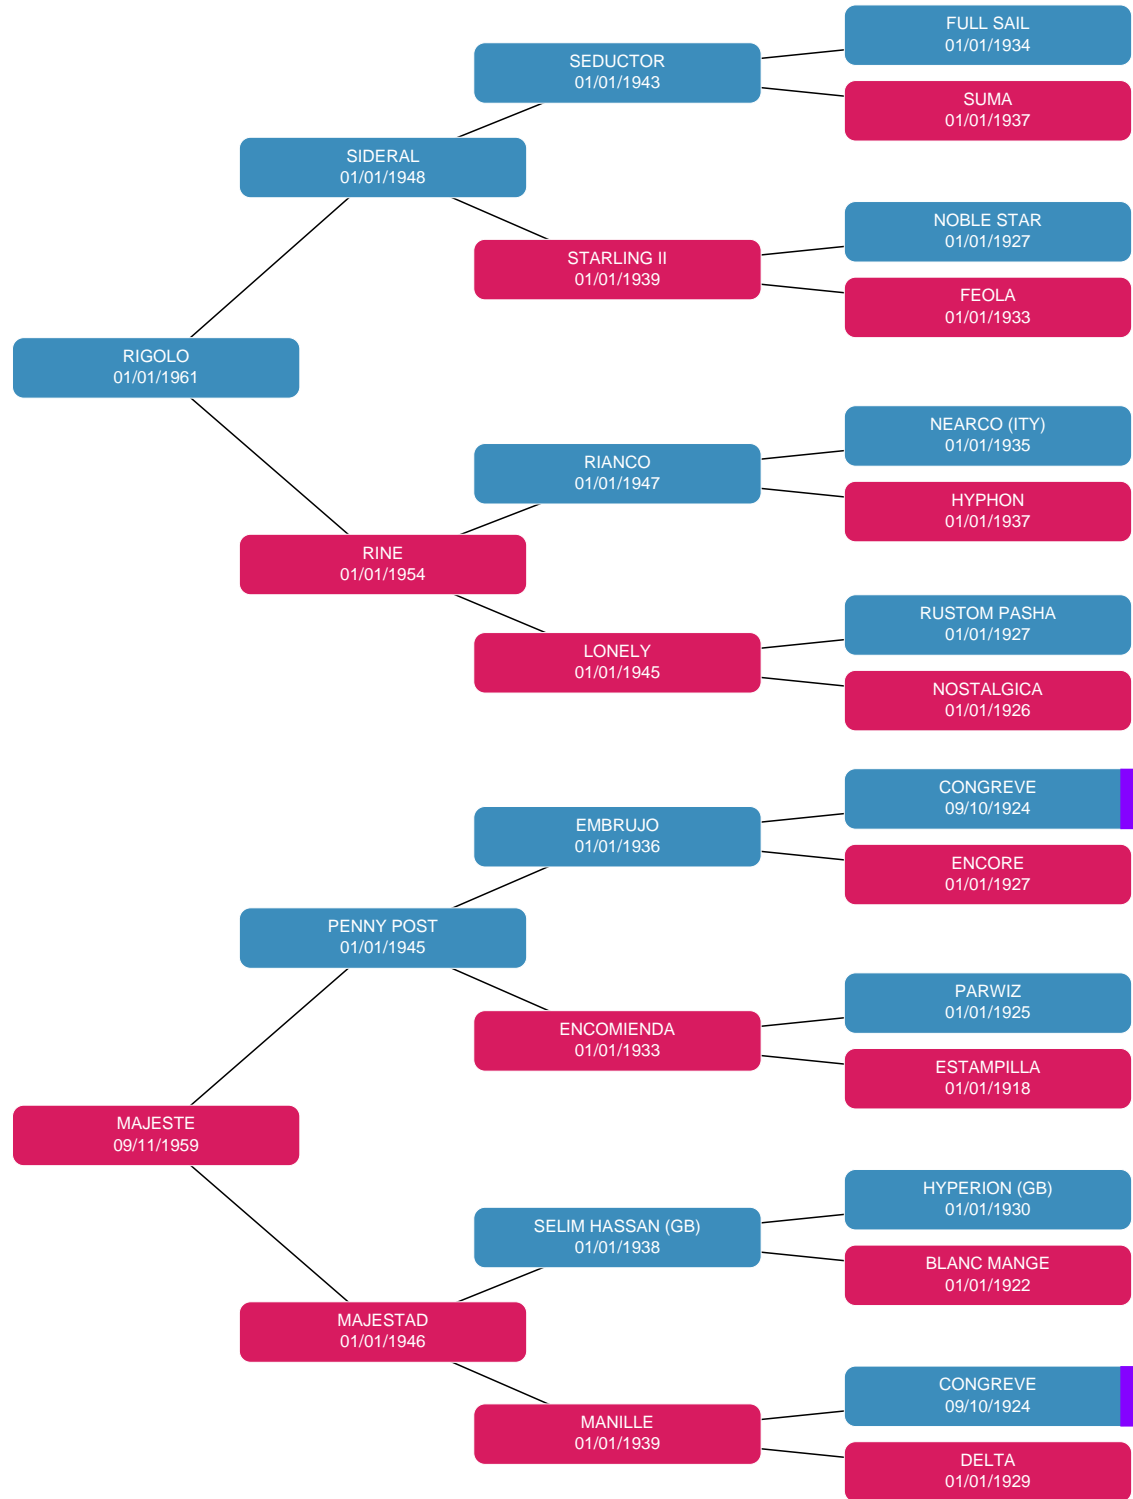 FULL SAIL
01/01/1934
SEDUCTOR
01/01/1943
SUMA
01/01/1937
SIDERAL
01/01/1948
NOBLE STAR
01/01/1927
STARLING II
01/01/1939
FEOLA
01/01/1933
RIGOLO
01/01/1961
NEARCO (ITY)
01/01/1935
RIANCO
01/01/1947
HYPHON
01/01/1937
RINE
01/01/1954
RUSTOM PASHA
01/01/1927
LONELY
01/01/1945
NOSTALGICA
01/01/1926
CONGREVE
09/10/1924
EMBRUJO
01/01/1936
ENCORE
01/01/1927
PENNY POST
01/01/1945
PARWIZ
01/01/1925
ENCOMIENDA
01/01/1933
ESTAMPILLA
01/01/1918
MAJESTE
09/11/1959
HYPERION (GB)
01/01/1930
SELIM HASSAN (GB)
01/01/1938
BLANC MANGE
01/01/1922
MAJESTAD
01/01/1946
CONGREVE
09/10/1924
MANILLE
01/01/1939
DELTA
01/01/1929